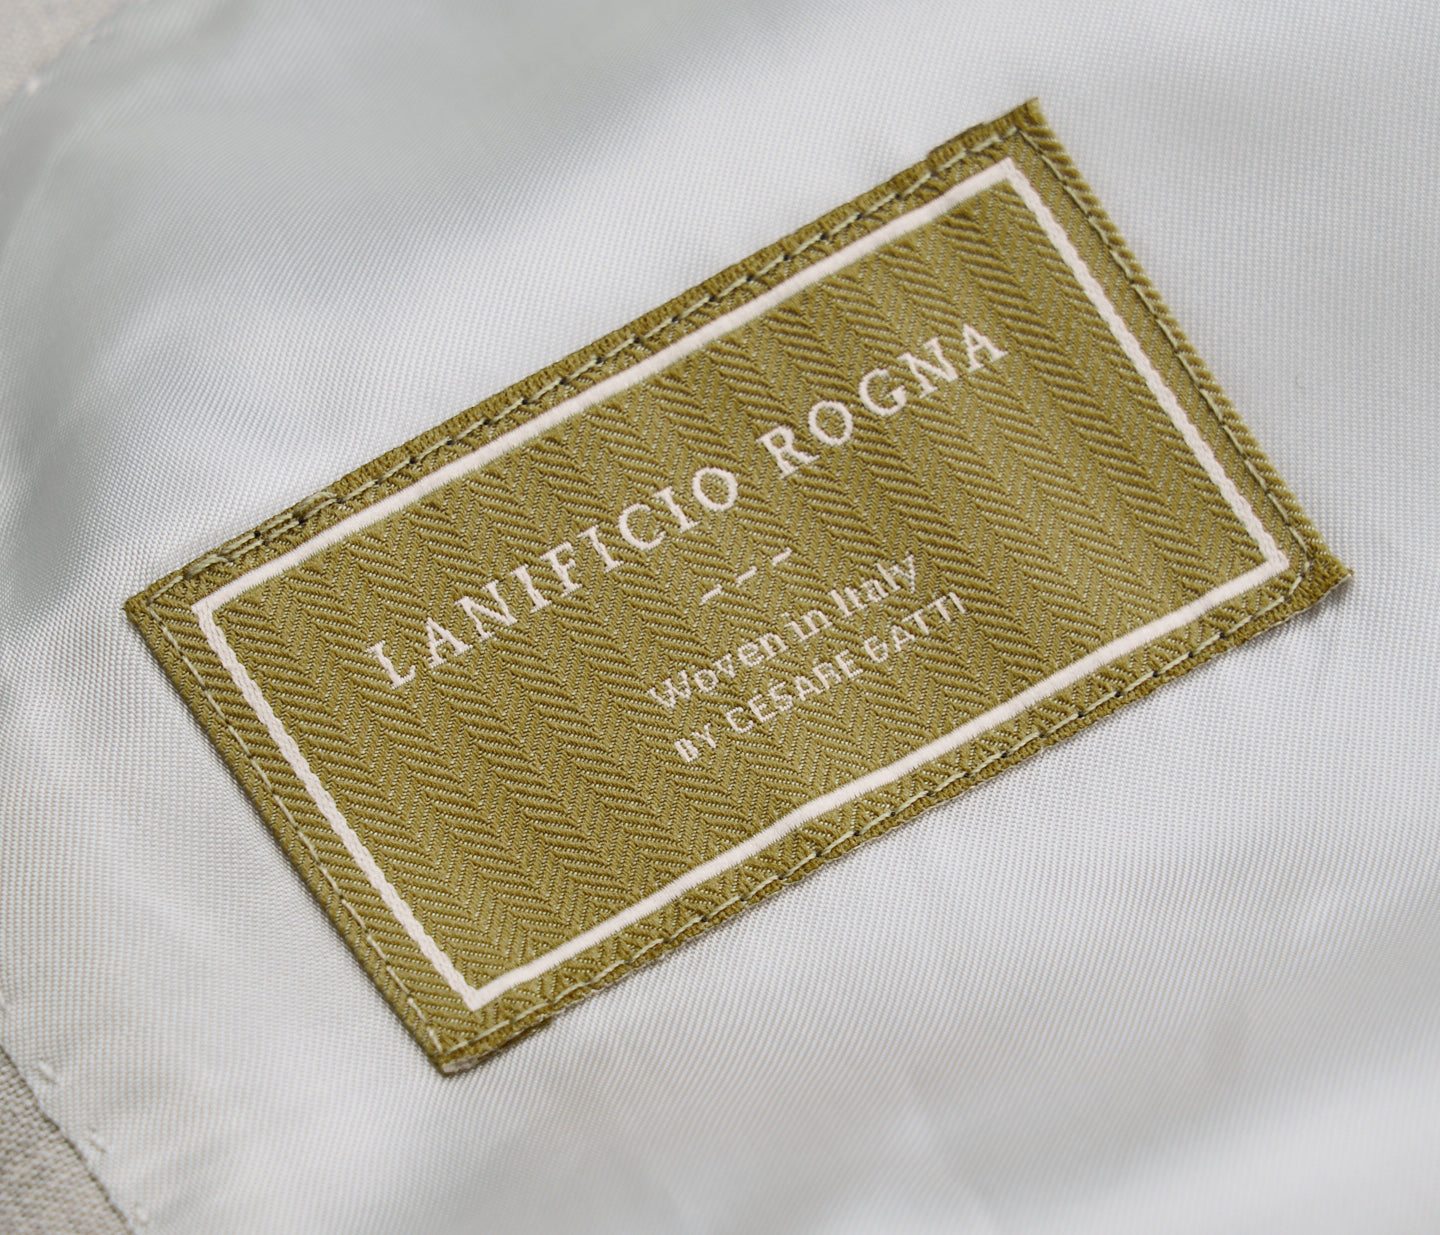 LANIFICIO ROGNA
---
Woven in Italy
BY CESARE GATTI